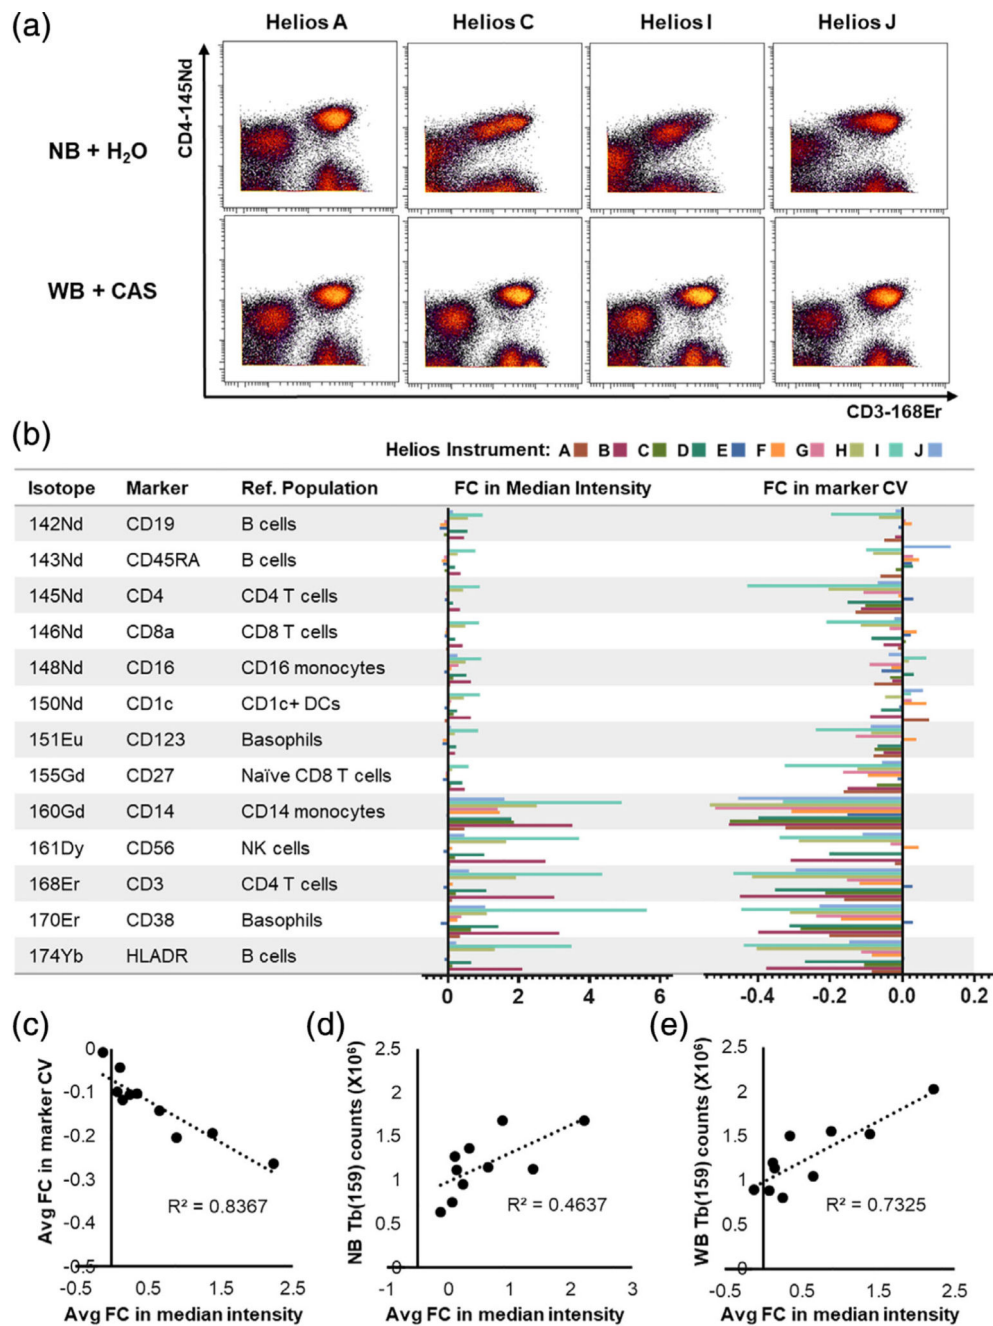 (a)
Helios A Helios C Helios I Helios J
CD4-145Nd
NB + H₂O
WB + CAS
CD3-168Er
(b)
Helios Instrument: A B C D E F G H I J
Isotope Marker Ref. Population FC in Median Intensity FC in marker CV
142Nd CD19 B cells
143Nd CD45RA B cells
145Nd CD4 CD4 T cells
146Nd CD8a CD8 T cells
148Nd CD16 CD16 monocytes
150Nd CD1c CD1c+ DCs
151Eu CD123 Basophils
155Gd CD27 Naïve CD8 T cells
160Gd CD14 CD14 monocytes
161Dy CD56 NK cells
168Er CD3 CD4 T cells
170Er CD38 Basophils
174Yb HLADR B cells
0 2 4 6 -0.4 -0.2 0.0 0.2
(c)
Avg FC in marker CV
0
-0.1
-0.2
-0.3
-0.4
-0.5
R² = 0.8367
-0.5 0.5 1.5 2.5
Avg FC in median intensity
(d)
NB Tb(159) counts (X10⁶)
2.5
2
1.5
1
0.5
0
R² = 0.4637
-1 0 1 2 3
Avg FC in median intensity
(e)
WB Tb(159) counts (X10⁶)
2.5
2
1.5
1
0.5
0
R² = 0.7325
-0.5 0.5 1.5 2.5
Avg FC in median intensity